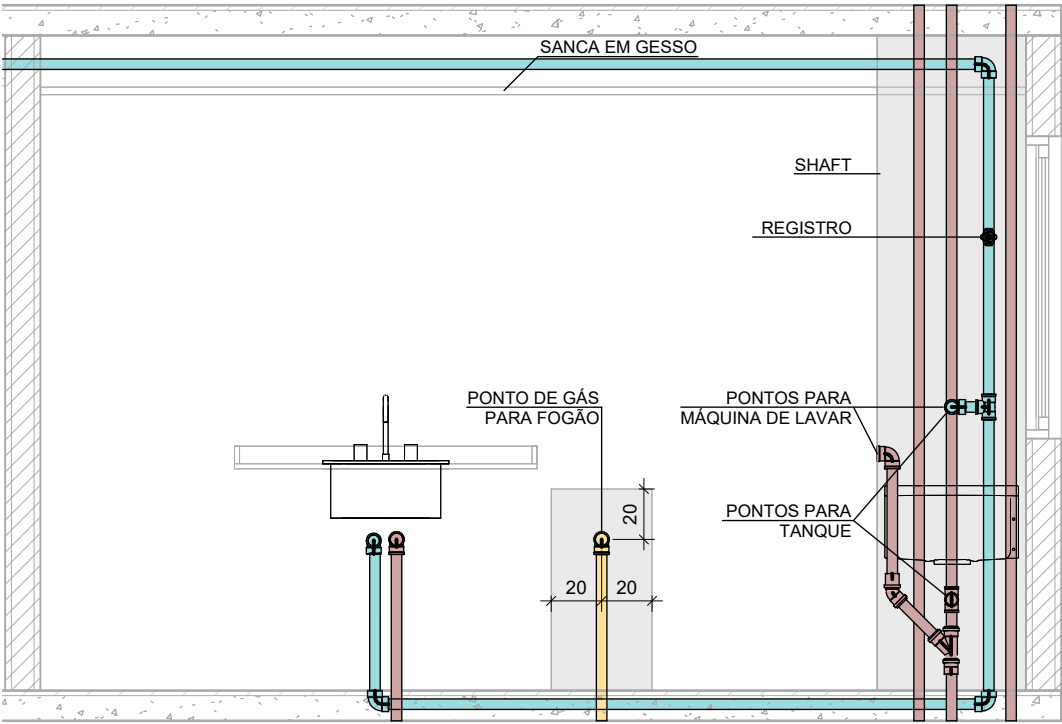 SANCA EM GESSO
SHAFT
REGISTRO
PONTO DE GÁS
PARA FOGÃO
PONTOS PARA
MÁQUINA DE LAVAR
20
PONTOS PARA
TANQUE
20
20